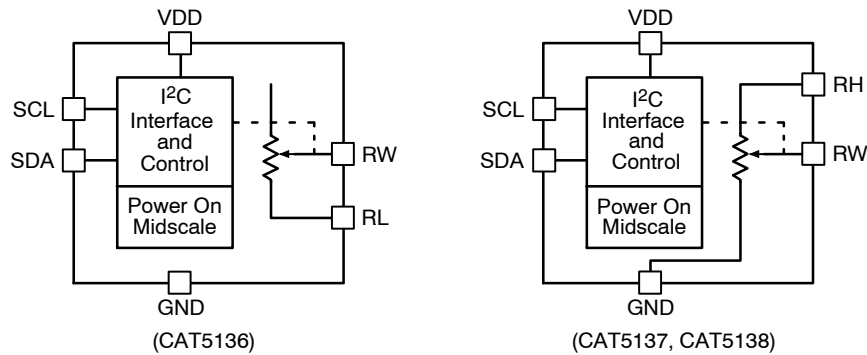 VDD
SCL
SDA
I²C
Interface
and
Control
Power On
Midscale
RW
RL
GND
(CAT5136)
VDD
SCL
SDA
I²C
Interface
and
Control
Power On
Midscale
RH
RW
GND
(CAT5137, CAT5138)